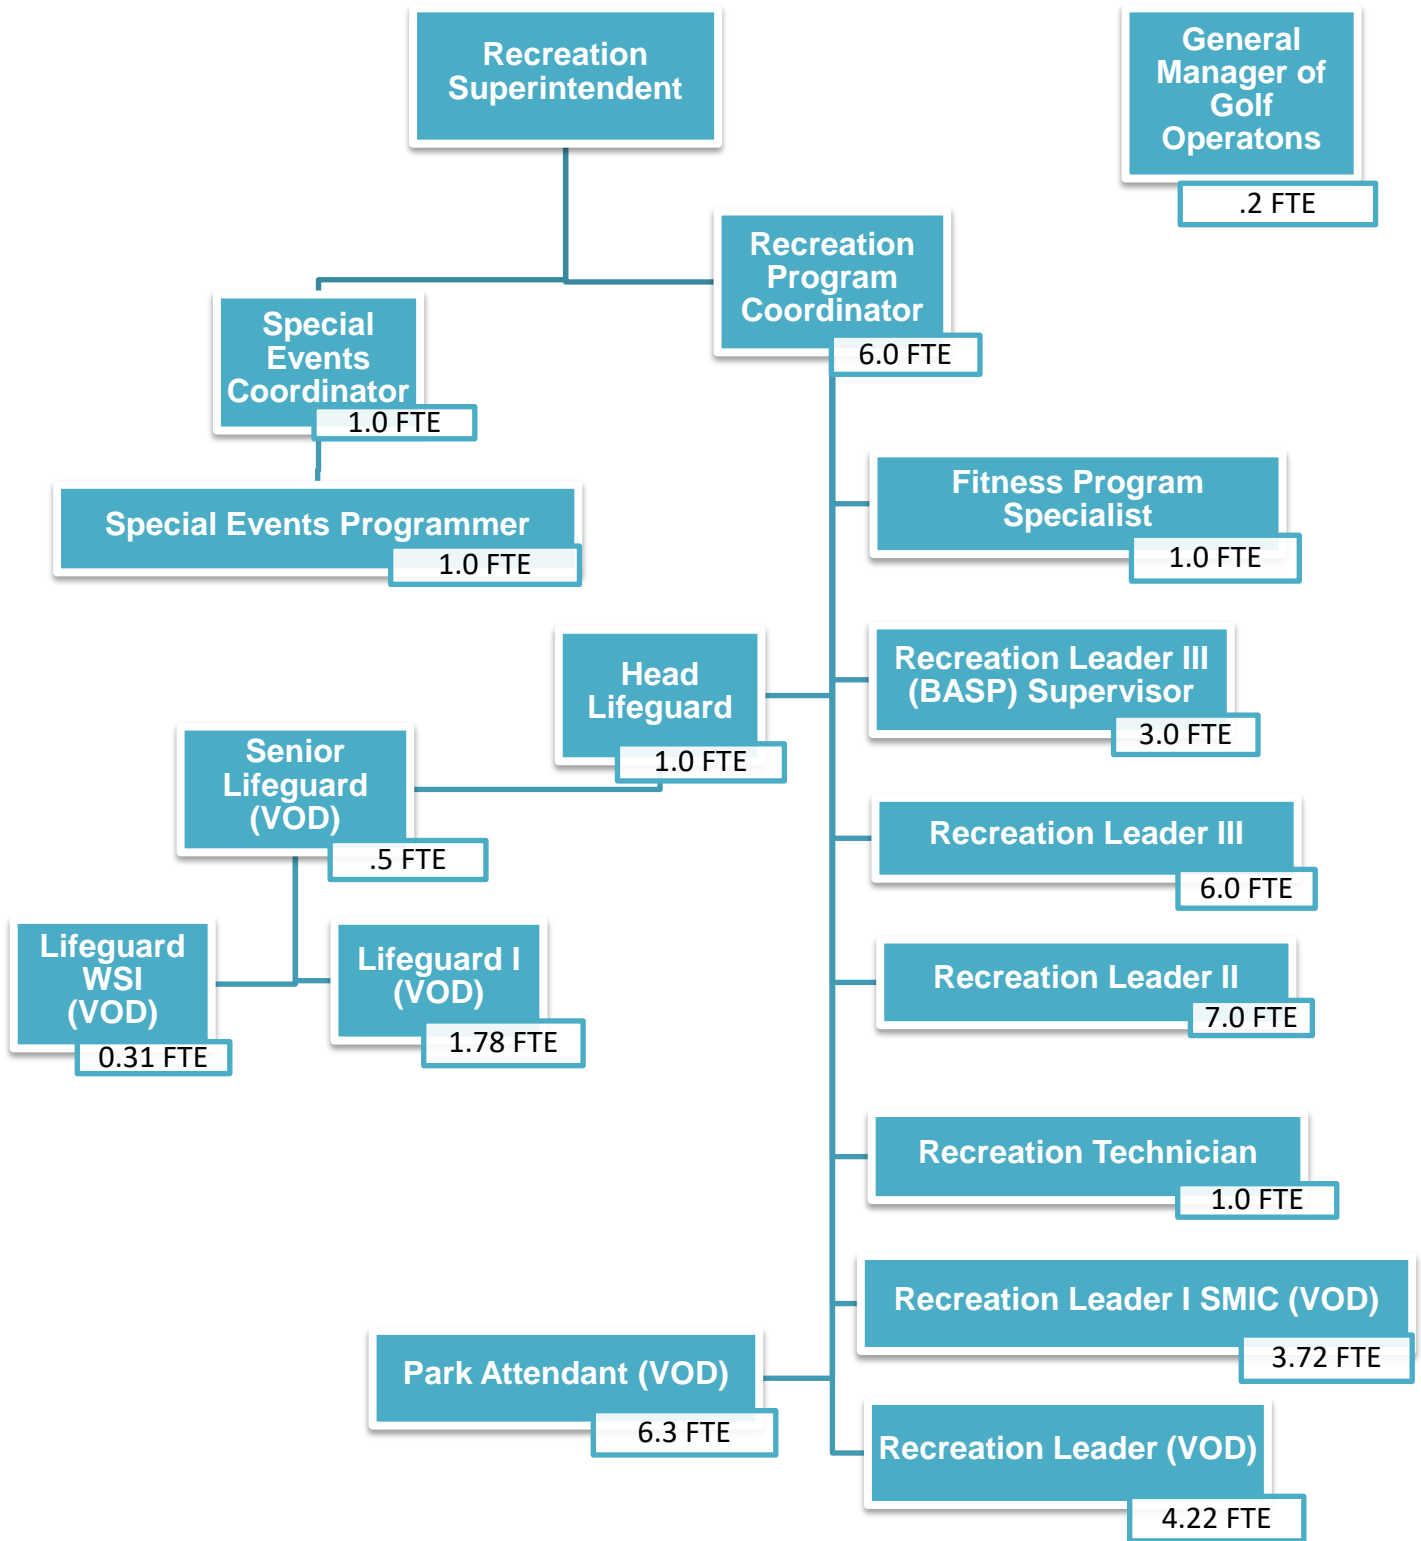 Recreation
Superintendent
General
Manager of
Golf
Operatons
.2 FTE
Recreation
Program
Coordinator
6.0 FTE
Special
Events
Coordinator
1.0 FTE
Special Events Programmer
1.0 FTE
Fitness Program
Specialist
1.0 FTE
Head
Lifeguard
1.0 FTE
Recreation Leader III
(BASP) Supervisor
3.0 FTE
Senior
Lifeguard
(VOD)
.5 FTE
Recreation Leader III
6.0 FTE
Lifeguard
WSI
(VOD)
0.31 FTE
Lifeguard I
(VOD)
1.78 FTE
Recreation Leader II
7.0 FTE
Recreation Technician
1.0 FTE
Recreation Leader I SMIC (VOD)
3.72 FTE
Park Attendant (VOD)
6.3 FTE
Recreation Leader (VOD)
4.22 FTE